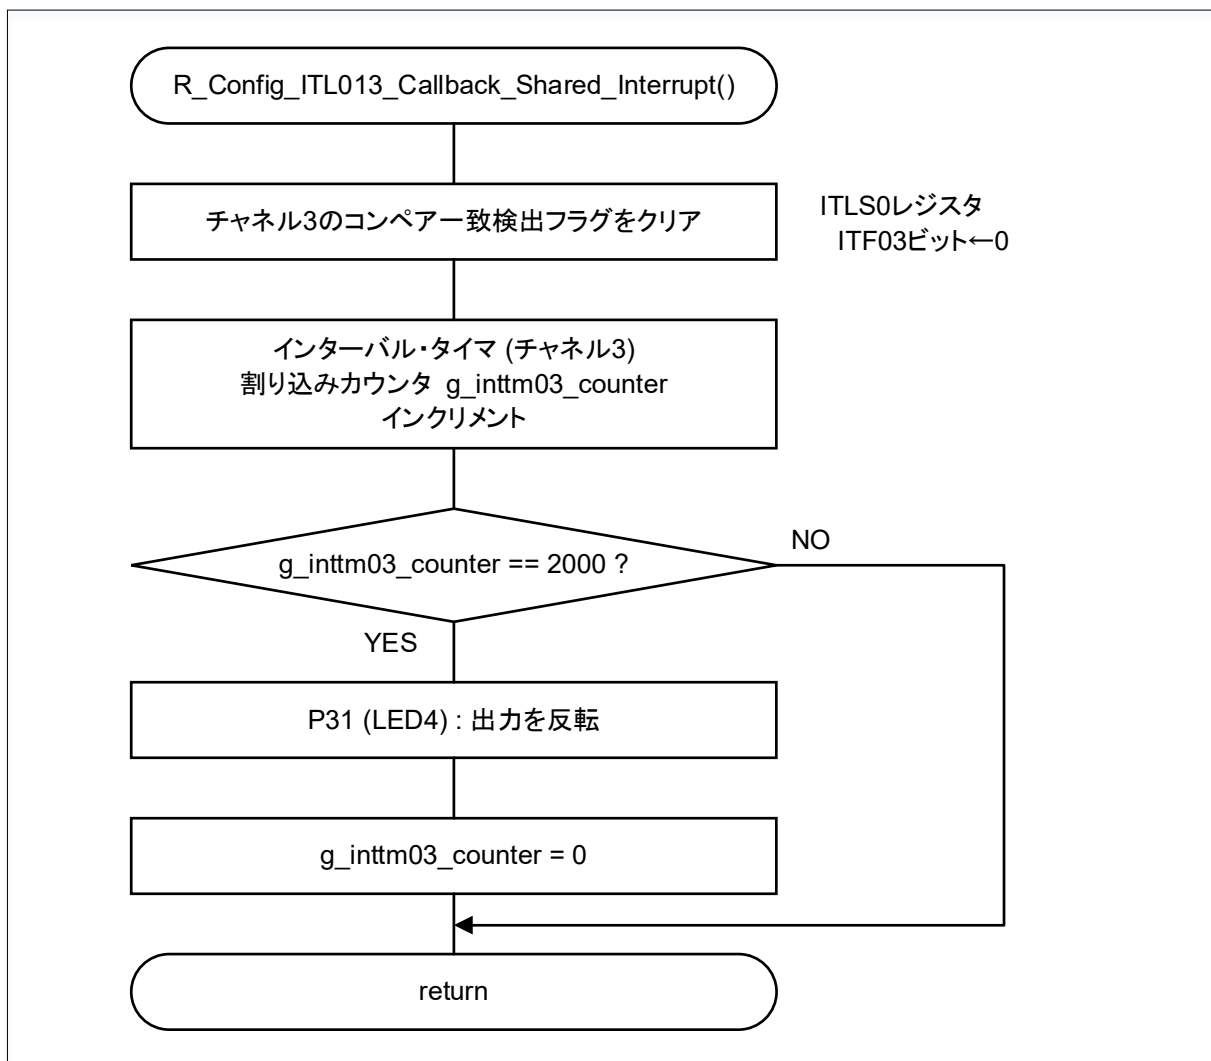 R_Config_ITL013_Callback_Shared_Interrupt()
チャネル3のコンペアー致検出フラグをクリア
ITLS0レジスタ
ITF03ビット←0
インターバル・タイマ (チャネル3)
割り込みカウンタ g_inttm03_counter
インクリメント
g_inttm03_counter == 2000 ?
NO
YES
P31 (LED4) : 出力を反転
g_inttm03_counter = 0
return